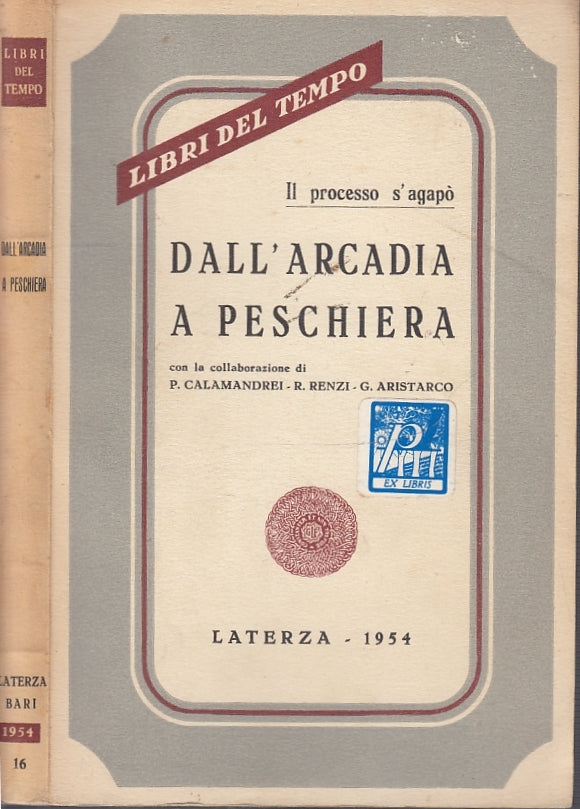 LIBRI
DEL
TEMPO
DALL'ARCADIA
A PESCHIERA
LATERZA
BARI
1954
16
LIBRI DEL TEMPO
Il processo s'agapò
DALL'ARCADIA
A PESCHIERA
con la collaborazione di
P. CALAMANDREI - R. RENZI - G. ARISTARCO
EX LIBRIS
LATERZA - 1954